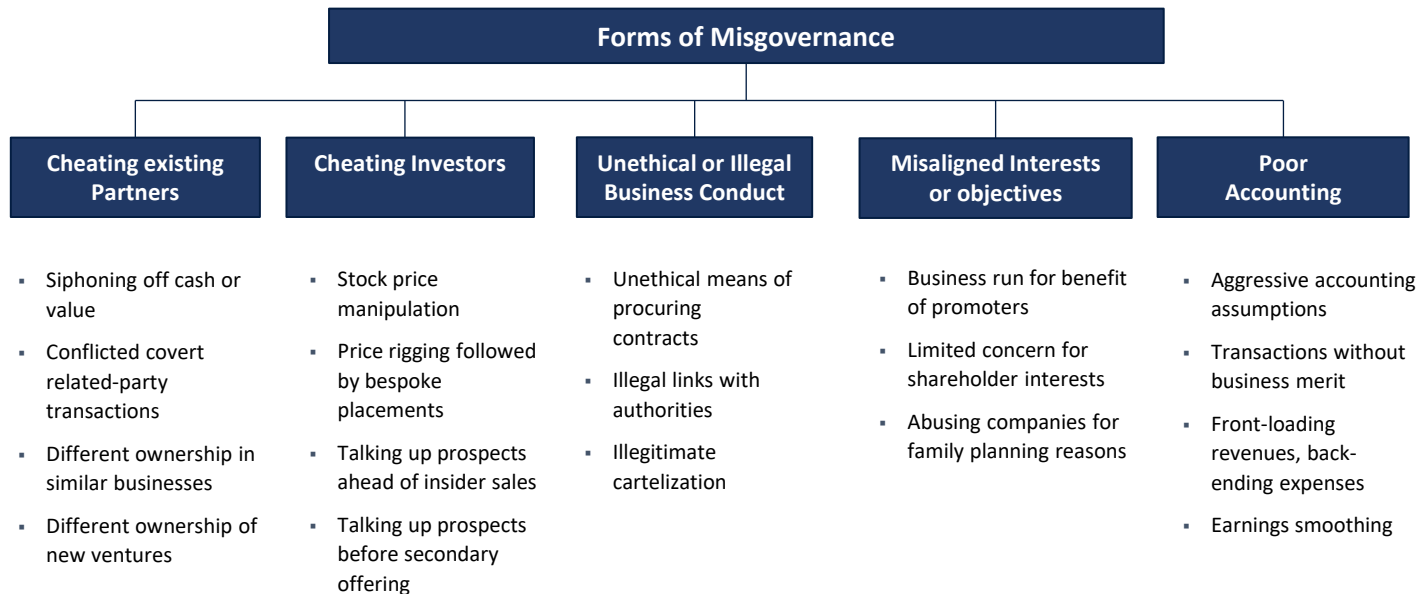 Forms of Misgovernance
Cheating existing
Partners
Siphoning off cash or
value
Conflicted covert
related-party
transactions
Different ownership in
similar businesses
Different ownership of
new ventures
Cheating Investors
Stock price
manipulation
Price rigging followed
by bespoke
placements
Talking up prospects
ahead of insider sales
Talking up prospects
before secondary
offering
Unethical or Illegal
Business Conduct
Unethical means of
procuring
contracts
Illegal links with
authorities
Illegitimate
cartelization
Misaligned Interests
or objectives
Business run for benefit
of promoters
Limited concern for
shareholder interests
Abusing companies for
family planning reasons
Poor
Accounting
Aggressive accounting
assumptions
Transactions without
business merit
Front-loading
revenues, back-
ending expenses
Earnings smoothing